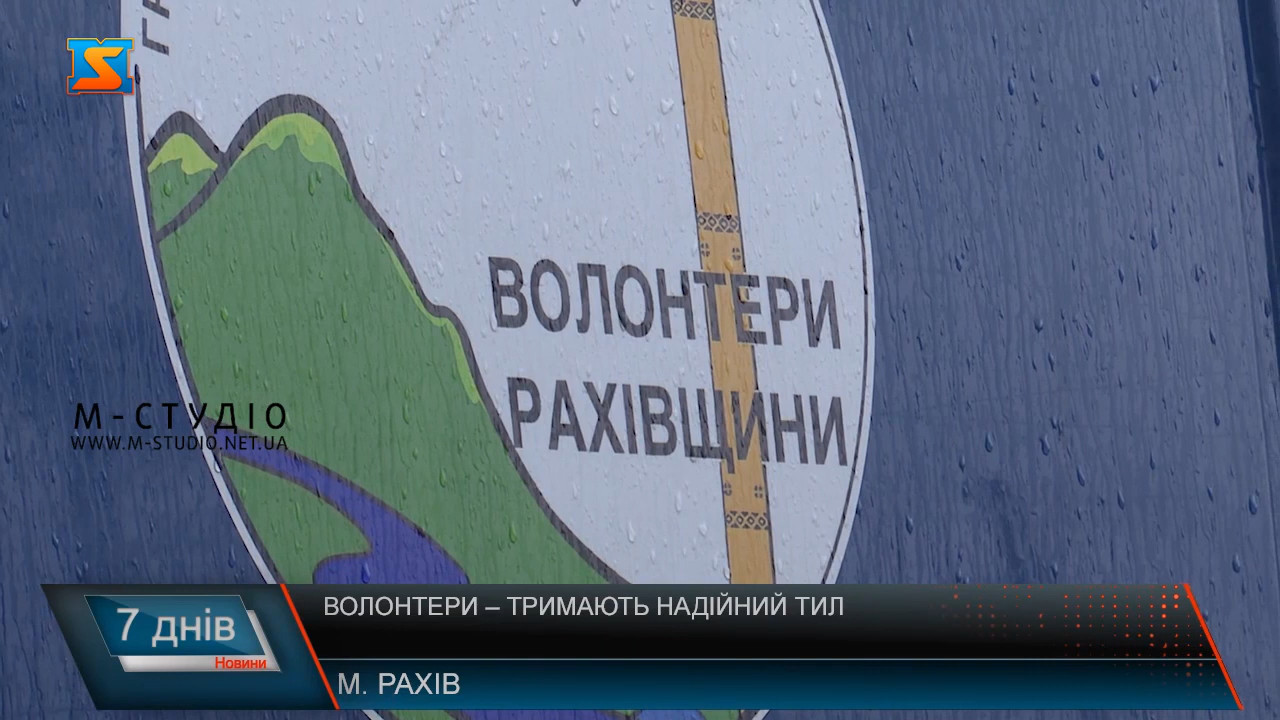 ВОЛОНТЕРИ
РАХІВЩИНИ
М-СТУДІО
WWW.M-STUDIO.NET.UA
7 днів
Новини
ВОЛОНТЕРИ – ТРИМАЮТЬ НАДІЙНИЙ ТИЛ
М. РАХІВ